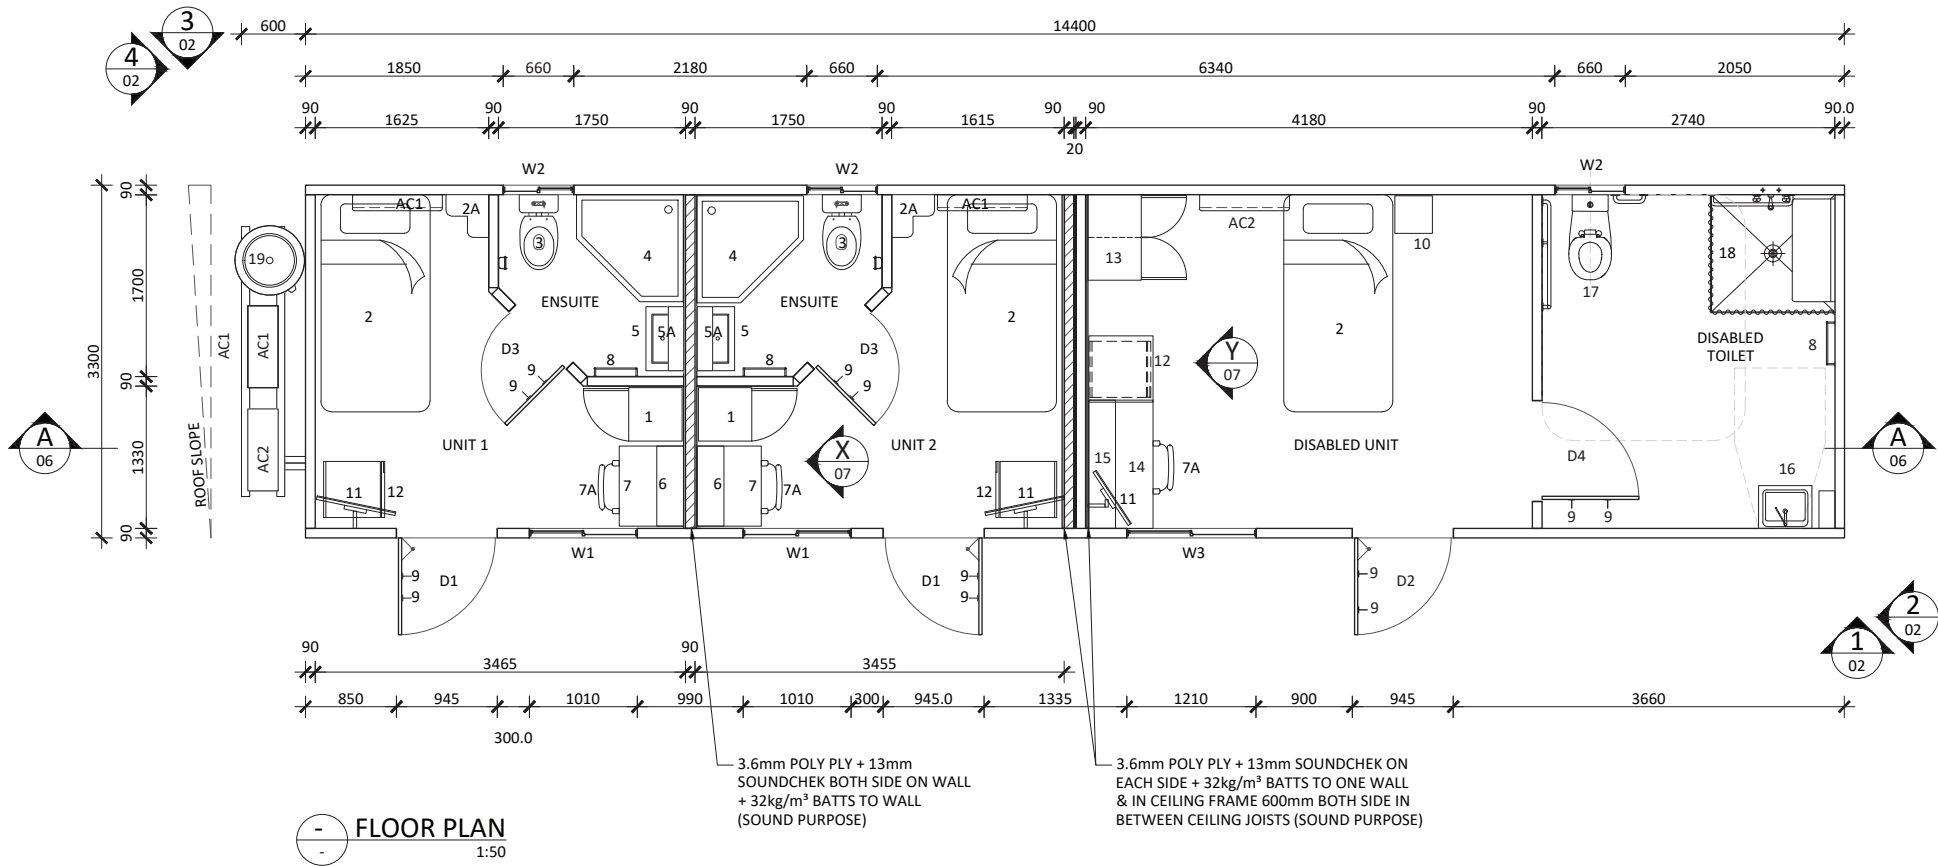 3
02
4
02
600
14400
1850
660
2180
660
6340
660
2050
90
90
90
90
90
90
90
90.0
1625
1750
1750
1615
4180
2740
20
W2
W2
W2
90
1700
3300
90
1330
90
ROOF SLOPE
AC1
19
AC1
AC2
A
06
AC1
2A
3
4
4
3
2A
AC1
AC2
10
13
18
17
2
ENSUITE
ENSUITE
2
2
5
5A
5A
5
D3
D3
8
8
9
9
9
9
12
Y
07
DISABLED
TOILET
8
1
1
UNIT 1
UNIT 2
X
07
DISABLED UNIT
A
06
D4
11
12
7A
7
6
6
7
7A
12
11
15
14
11
7A
9
9
16
W1
W1
W3
9
9
D1
D1
9
9
9
9
D2
2
02
1
02
90
90
3465
3455
850
945
1010
990
1010
300
945.0
1335
1210
900
945
3660
300.0
3.6mm POLY PLY + 13mm
SOUNDCHEK BOTH SIDE ON WALL
+ 32kg/m³ BATTS TO WALL
(SOUND PURPOSE)
3.6mm POLY PLY + 13mm SOUNDCHEK ON
EACH SIDE + 32kg/m³ BATTS TO ONE WALL
& IN CEILING FRAME 600mm BOTH SIDE IN
BETWEEN CEILING JOISTS (SOUND PURPOSE)
-
-
FLOOR PLAN
1:50